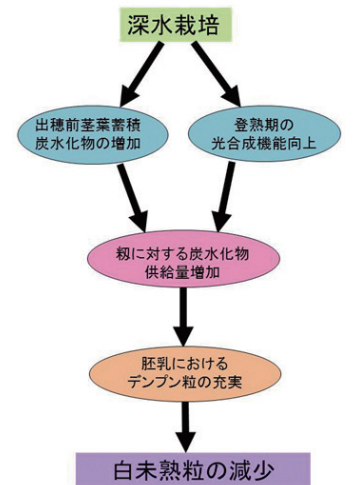 深水栽培
出穂前茎葉蓄積
炭水化物の増加
登熟期の
光合成機能向上
籾に対する炭水化物
供給量増加
胚乳における
デンプン粒の充実
白未熟粒の減少